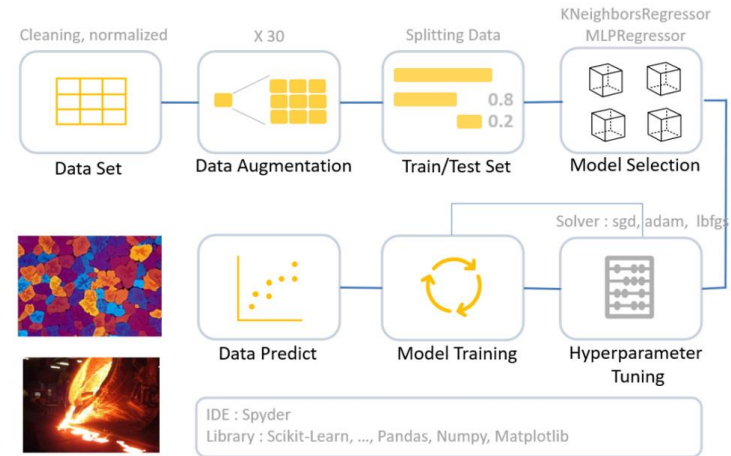 Cleaning, normalized
X 30
Splitting Data
KNeighborsRegressor
MLPRegressor
0.8
0.2
Data Set
Data Augmentation
Train/Test Set
Model Selection
Solver : sgd, adam, lbfgs
Data Predict
Model Training
Hyperparameter
Tuning
IDE : Spyder
Library : Scikit-Learn, ..., Pandas, Numpy, Matplotlib